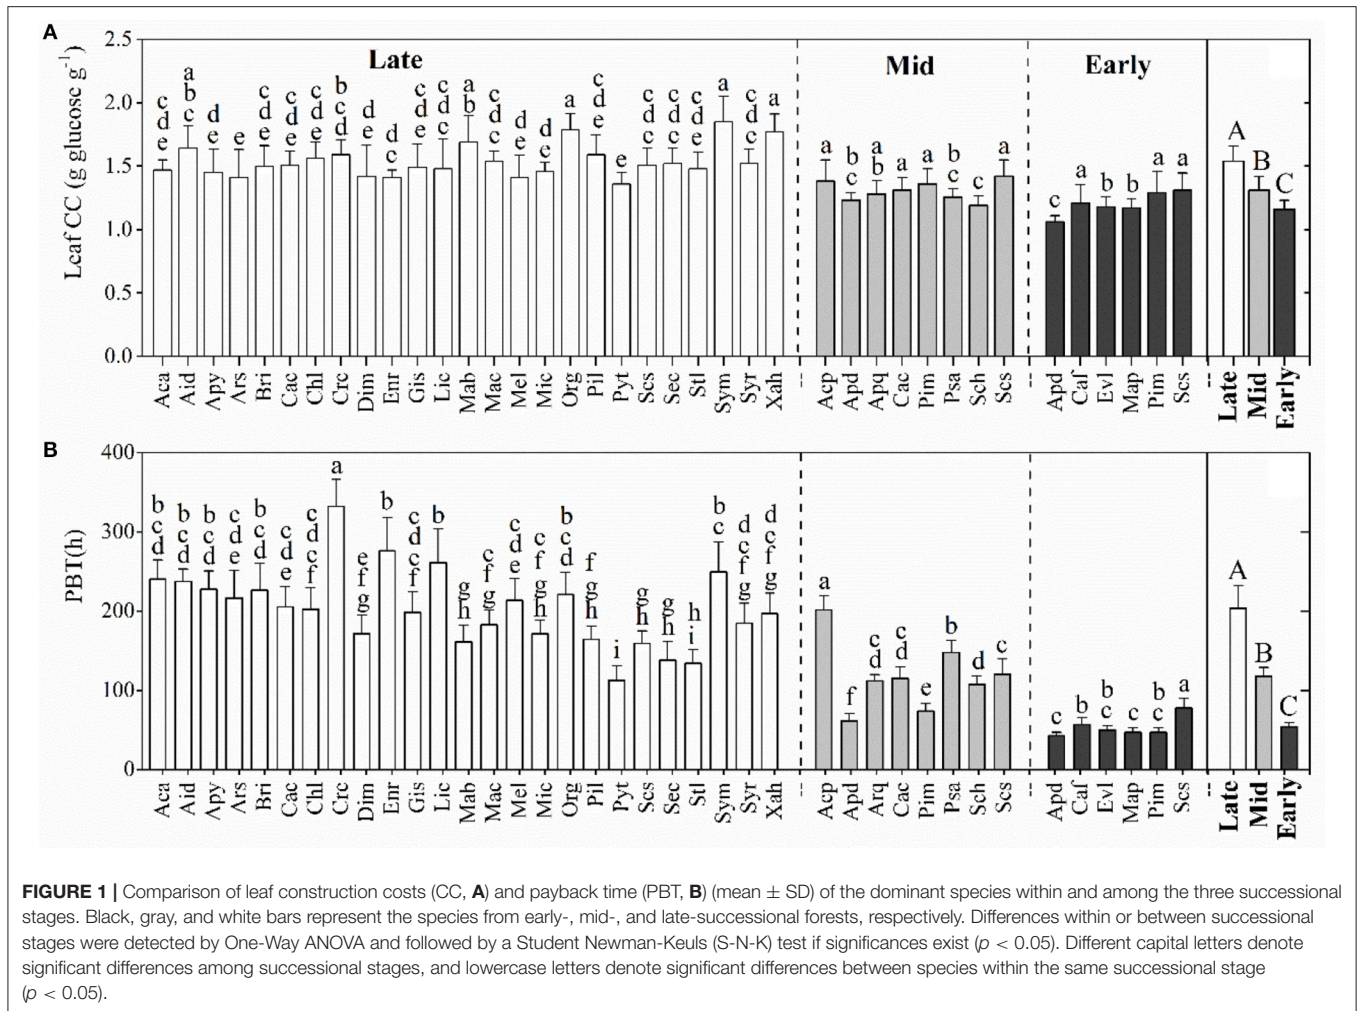 A
Late
Mid
Early
Leaf CC (g glucose g-1)
2.5
2.0
1.5
1.0
0.5
0.0
c d e
a b c
d e
e
c d e
c d e
c d e
b c d
d e
d
c d e
c d
a b
c d
d e
d
a
c d e
e
c d
c d
c d e
a
c d
a
a
b c
a b
a
a
b c
c
a
c
a
b
b
a
a
A
B
C
Aca Aid Apy Ars Bri Cac Chl Crc Dim Enr Gis Lic Mab Mac Mel Mic Org Pil Pyt Scs Sec Stl Sym Syr Xah
Acp Apd Apq Cac Pim Psa Sch Scs
Apd Caf Evl Map Pim Scs
Late Mid Early
B
PBT(h)
400
300
200
100
0
b c d
b c d
b c d
c d e
b c d
c d e
c d f
a
e f g
b
c d f
b
g h
f g
c d e
f g h
b c d
f g h
i
g h
g h
h i
b c
d f g
d f g
a
f
c d
c d
e
b
d
c
c
b
b c
c
b c
a
A
B
C
Aca Aid Apy Ars Bri Cac Chl Crc Dim Enr Gis Lic Mab Mac Mel Mic Org Pil Pyt Scs Sec Stl Sym Syr Xah
Acp Apd Arq Cac Pim Psa Sch Scs
Apd Caf Evl Map Pim Scs
Late Mid Early
FIGURE 1 | Comparison of leaf construction costs (CC, A) and payback time (PBT, B) (mean ± SD) of the dominant species within and among the three successional
stages. Black, gray, and white bars represent the species from early-, mid-, and late-successional forests, respectively. Differences within or between successional
stages were detected by One-Way ANOVA and followed by a Student Newman-Keuls (S-N-K) test if significances exist (p < 0.05). Different capital letters denote
significant differences among successional stages, and lowercase letters denote significant differences between species within the same successional stage
(p < 0.05).